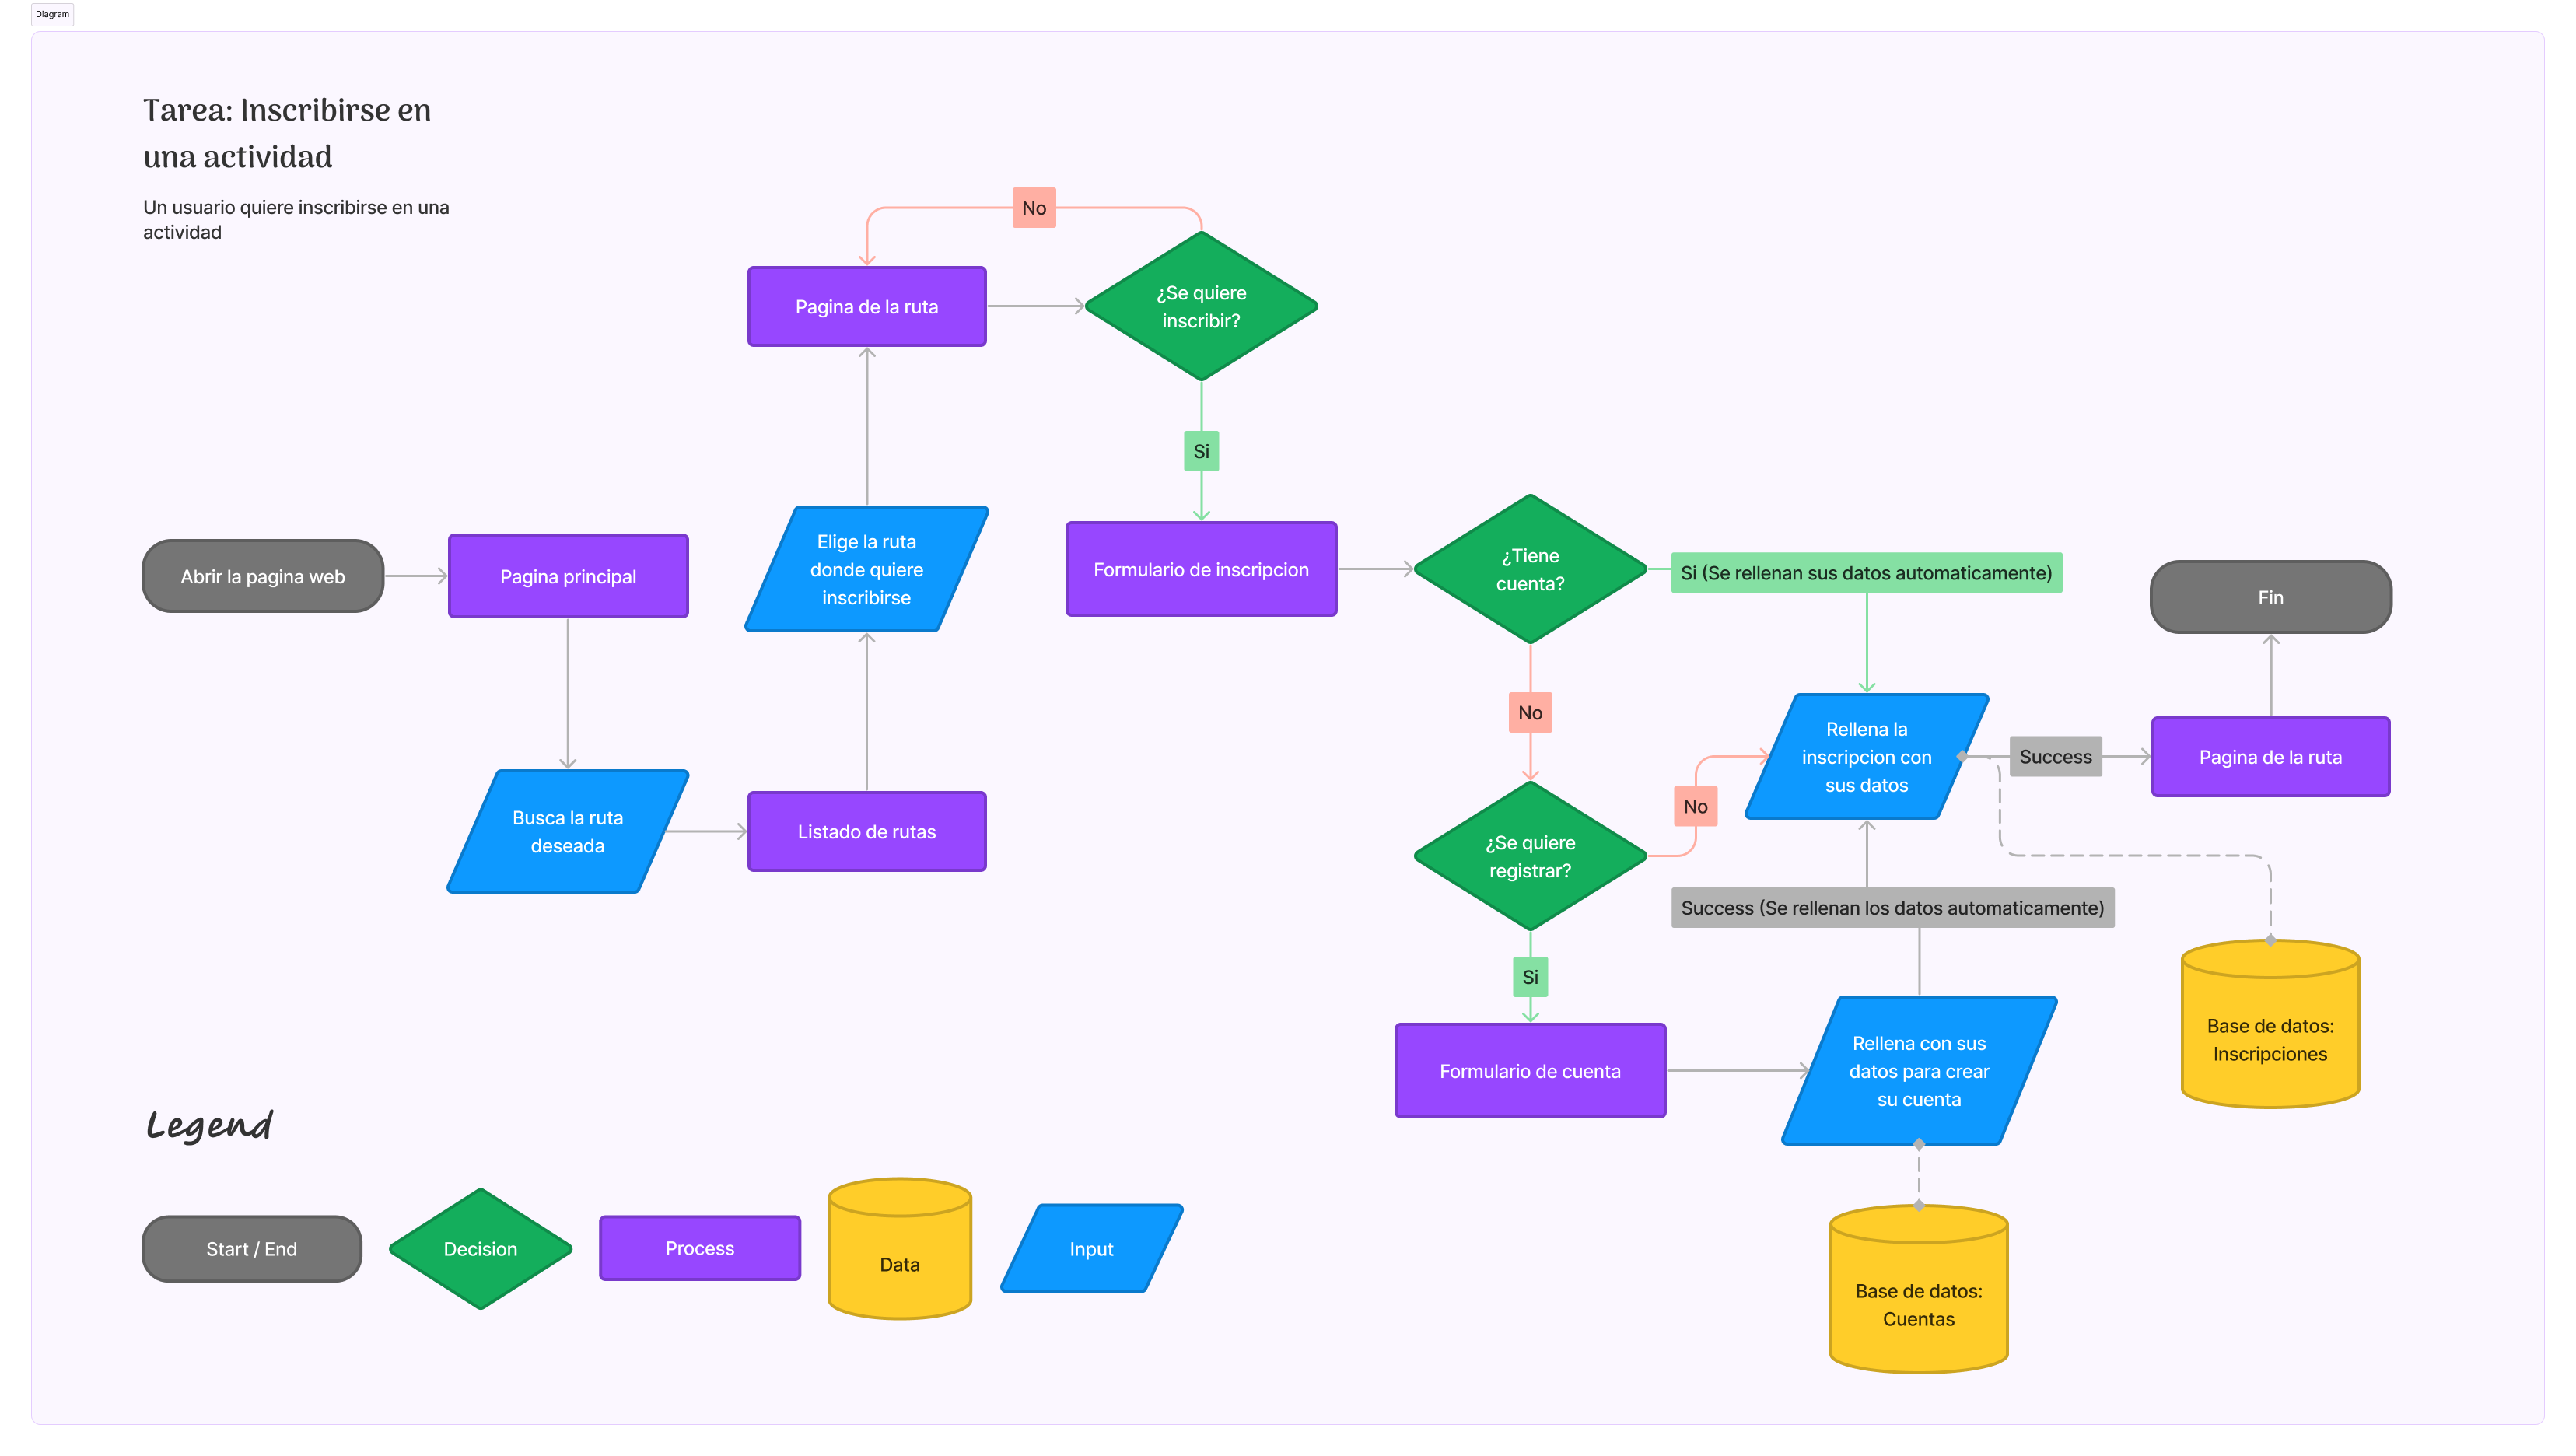 Diagram
Tarea: Inscribirse en
una actividad
Un usuario quiere inscribirse en una
actividad
No
Pagina de la ruta
¿Se quiere
inscribir?
Si
Abrir la pagina web
Pagina principal
Elige la ruta
donde quiere
inscribirse
Formulario de inscripcion
¿Tiene
cuenta?
Si (Se rellenan sus datos automaticamente)
Fin
No
Busca la ruta
deseada
Listado de rutas
Rellena la
inscripcion con
sus datos
Success
Pagina de la ruta
No
¿Se quiere
registrar?
Success (Se rellenan los datos automaticamente)
Si
Formulario de cuenta
Rellena con sus
datos para crear
su cuenta
Base de datos:
Inscripciones
Base de datos:
Cuentas
Legend
Start / End
Decision
Process
Data
Input